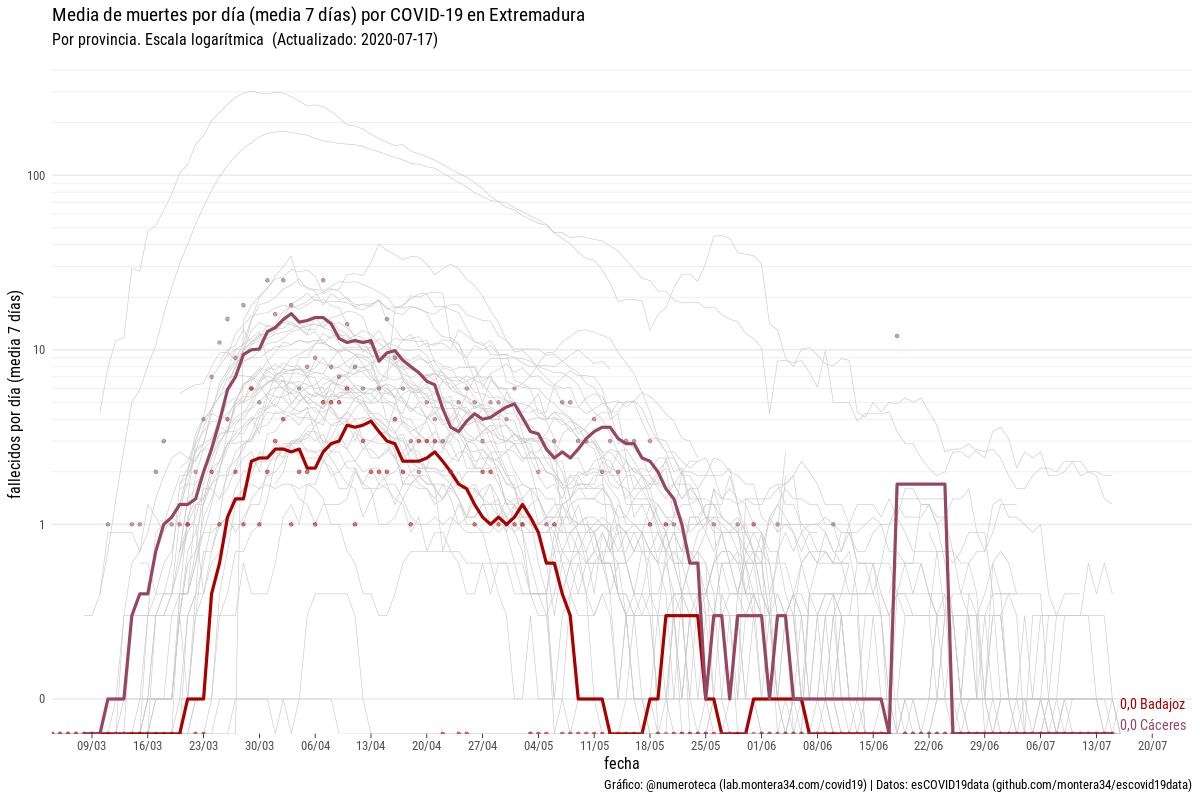 Media de muertes por día (media 7 días) por COVID-19 en Extremadura
Por provincia. Escala logarítmica (Actualizado: 2020-07-17)
fallecidos por día (media 7 días)
100
10
1
0
0,0 Badajoz
0,0 Cáceres
09/03 16/03 23/03 30/03 06/04 13/04 20/04 27/04 04/05 11/05 18/05 25/05 01/06 08/06 15/06 22/06 29/06 06/07 13/07 20/07
fecha
Gráfico: @numeroteca (lab.montera34.com/covid19) | Datos: esCOVID19data (github.com/montera34/escovid19data)